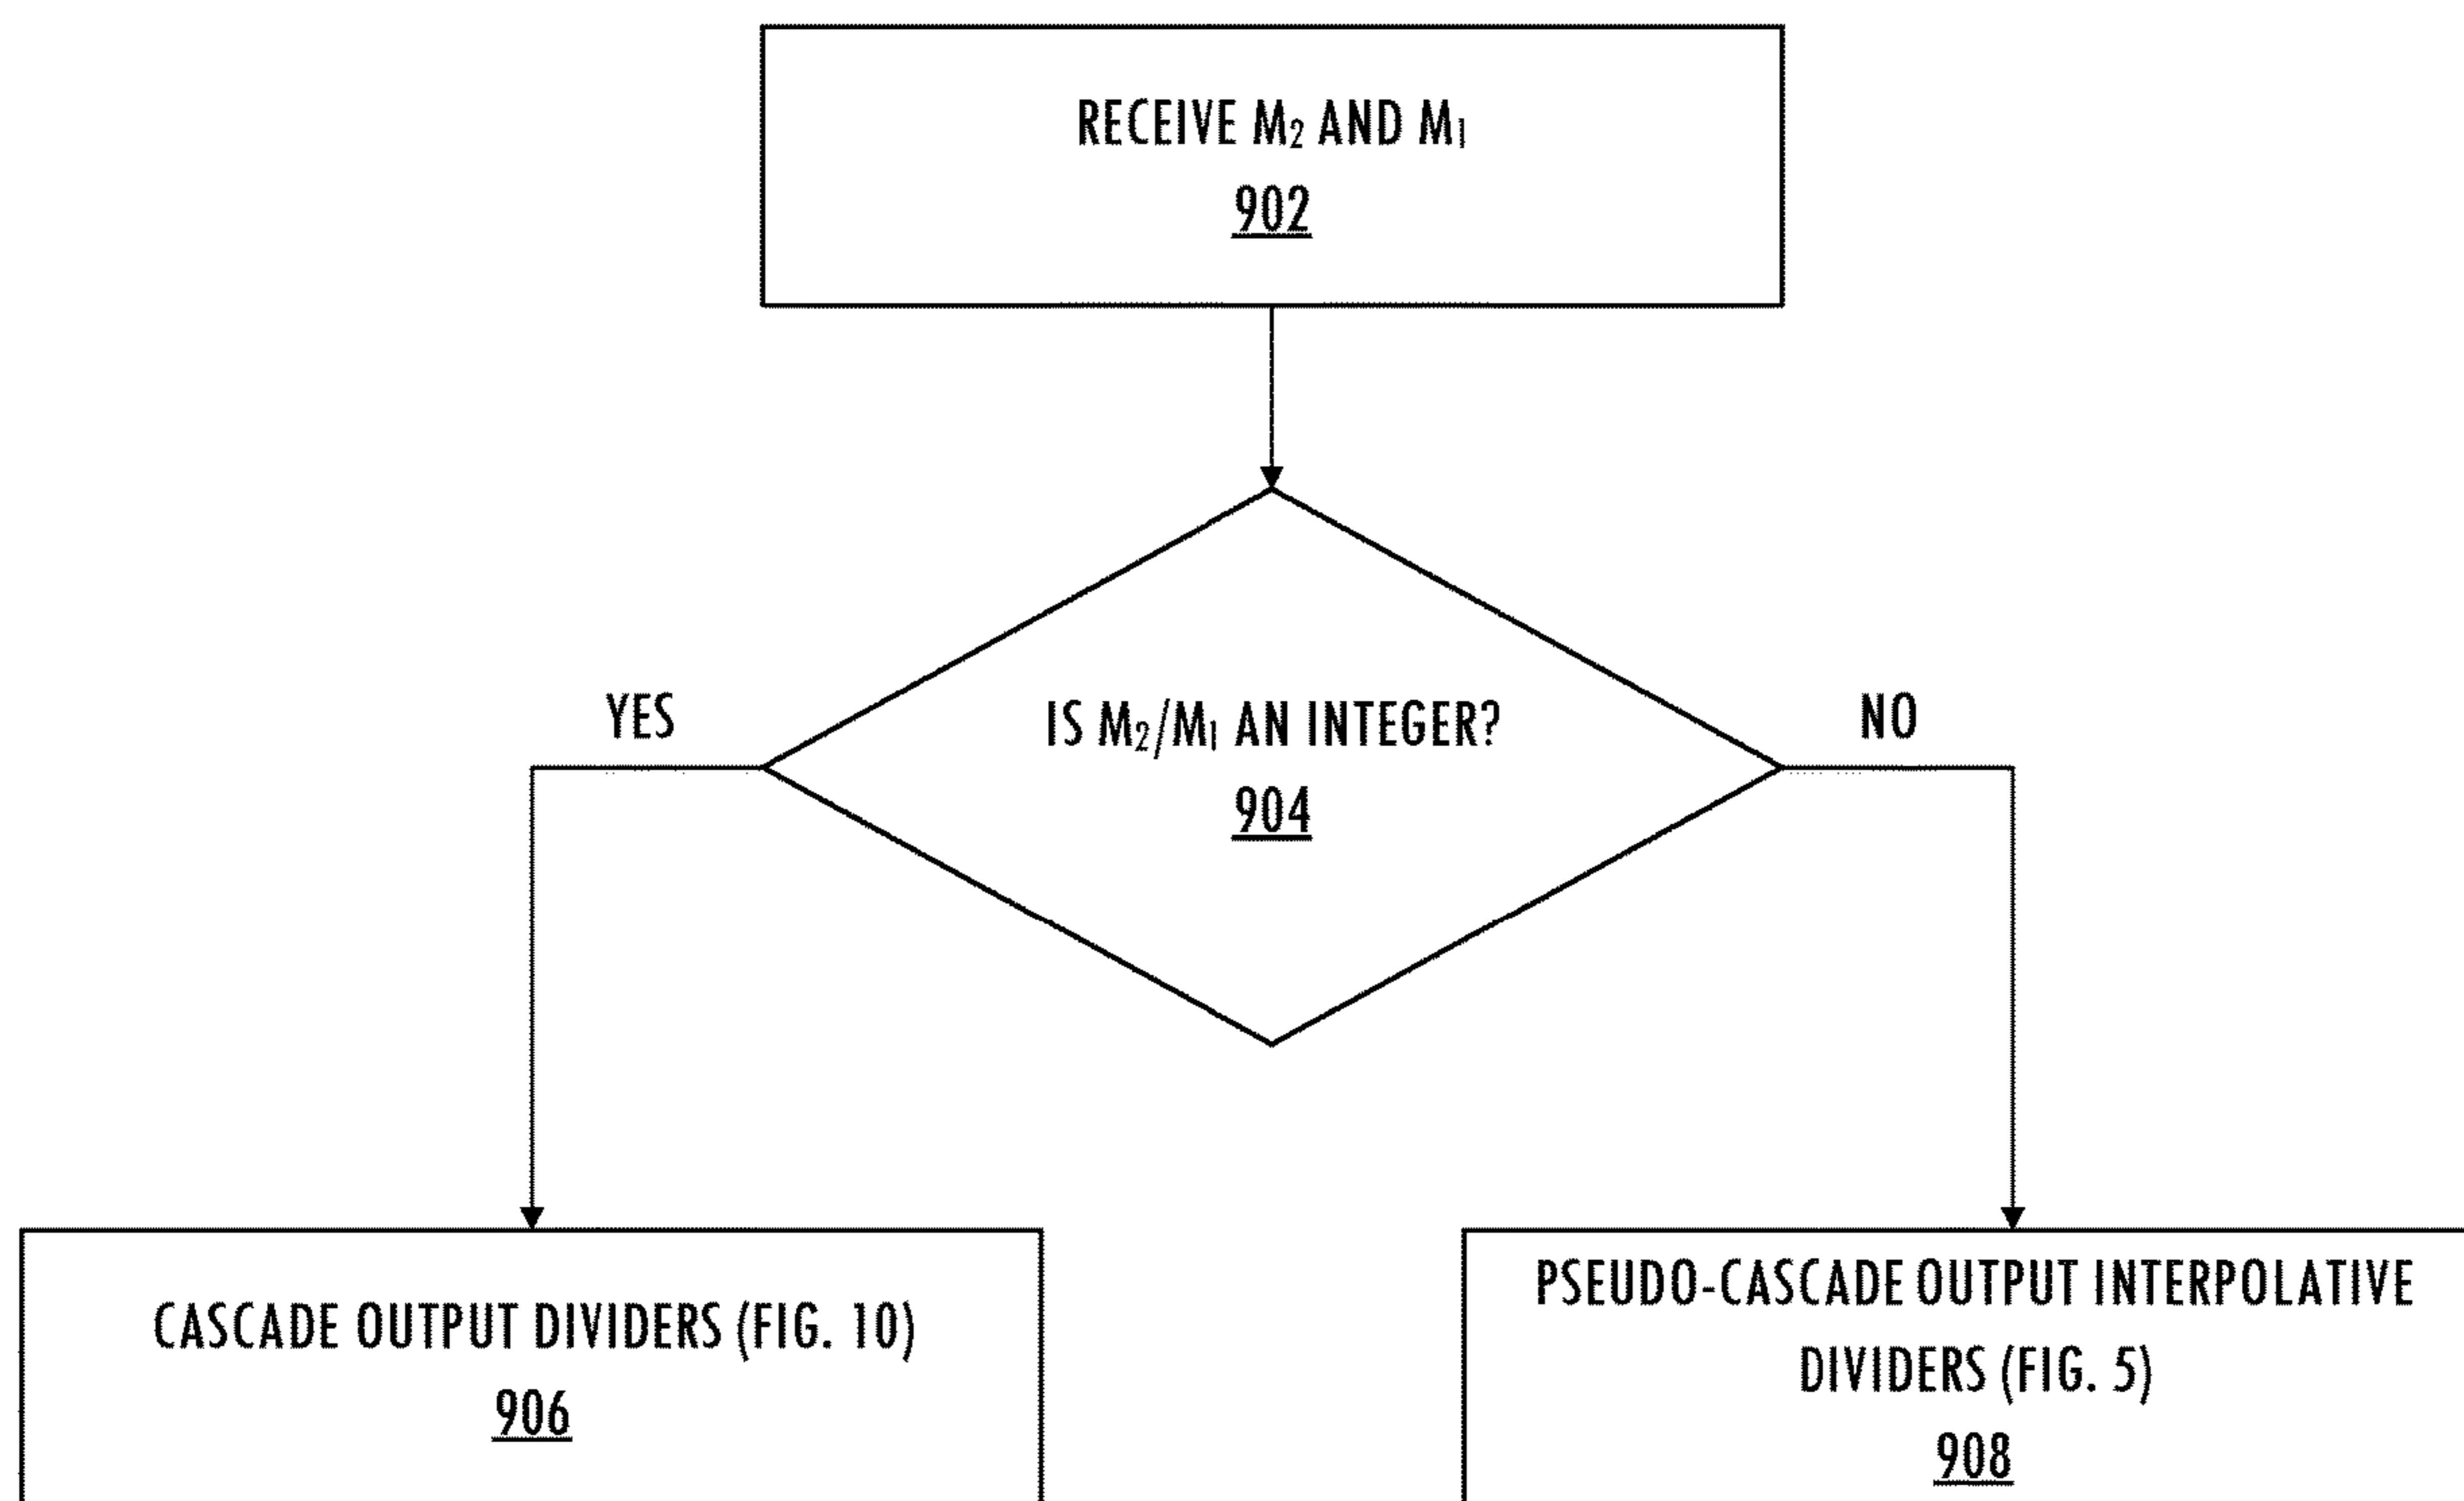 RECEIVE M₂ AND M₁
902
IS M₂/M₁ AN INTEGER?
904
YES
NO
CASCADE OUTPUT DIVIDERS (FIG. 10)
906
PSEUDO-CASCADE OUTPUT INTERPOLATIVE
DIVIDERS (FIG. 5)
908